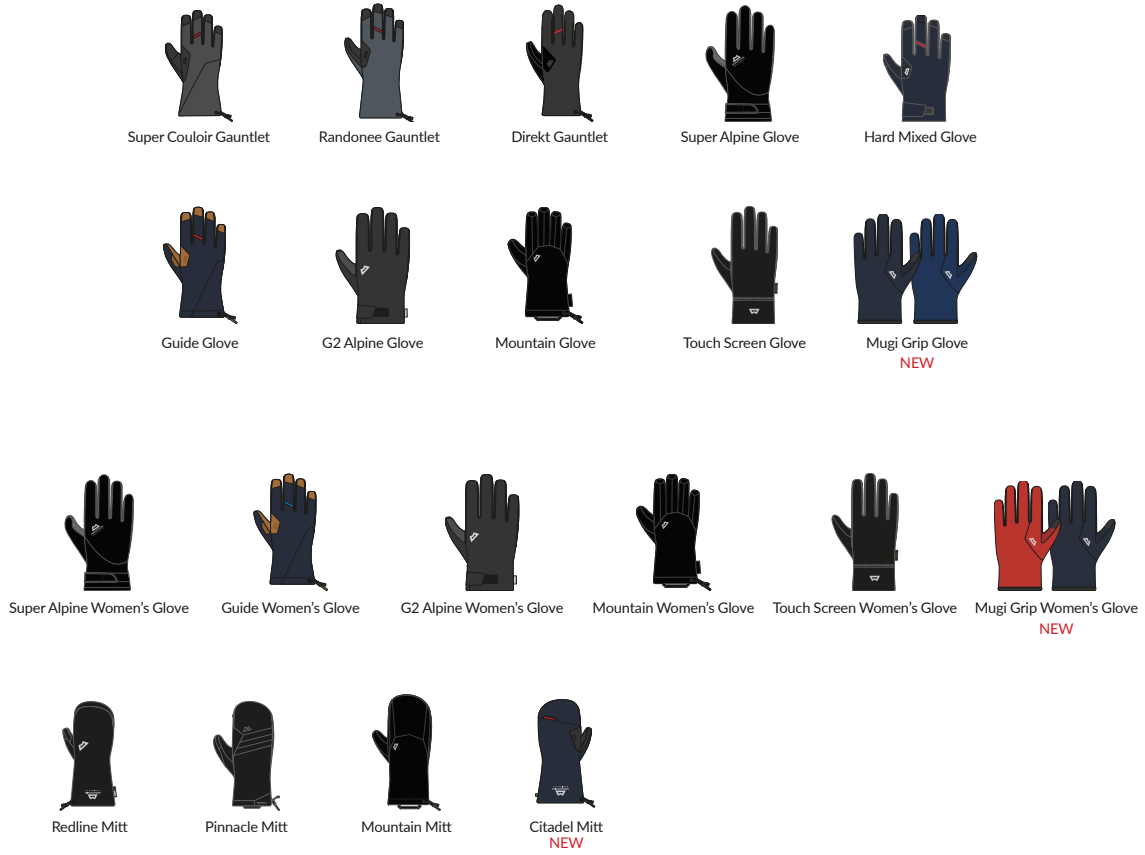 Super Couloir Gauntlet
Randonee Gauntlet
Direkt Gauntlet
Super Alpine Glove
Hard Mixed Glove
Guide Glove
G2 Alpine Glove
Mountain Glove
Touch Screen Glove
Mugi Grip Glove
NEW
Super Alpine Women’s Glove
Guide Women’s Glove
G2 Alpine Women’s Glove
Mountain Women’s Glove
Touch Screen Women’s Glove
Mugi Grip Women’s Glove
NEW
Redline Mitt
Pinnacle Mitt
Mountain Mitt
Citadel Mitt
NEW